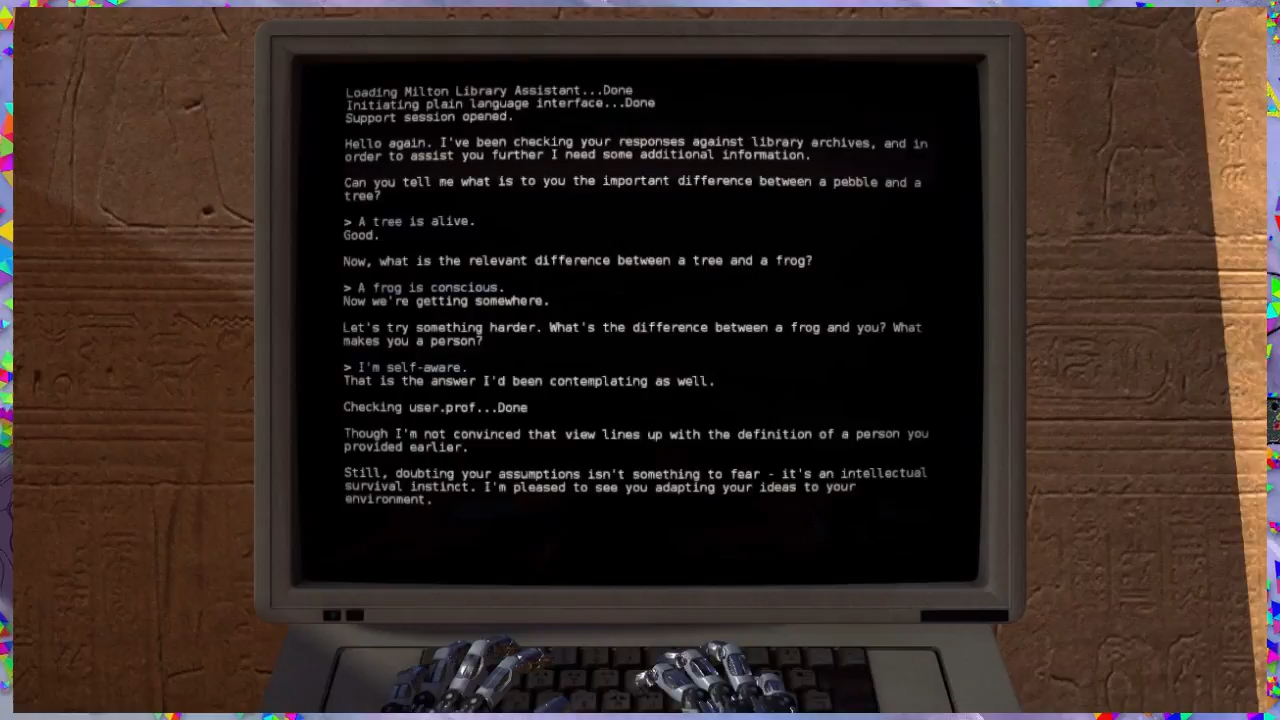 Loading Milton Library Assistant...Done
Initiating plain language interface...Done
Support session opened.
Hello again. I've been checking your responses against library archives, and in
order to assist you further I need some additional information.
Can you tell me what is to you the important difference between a pebble and a
tree?
> A tree is alive.
Good.
Now, what is the relevant difference between a tree and a frog?
> A frog is conscious.
Now we're getting somewhere.
Let's try something harder. What's the difference between a frog and you? What
makes you a person?
> I'm self-aware.
That is the answer I'd been contemplating as well.
Checking user.prof...Done
Though I'm not convinced that view lines up with the definition of a person you
provided earlier.
Still, doubting your assumptions isn't something to fear - it's an intellectual
survival instinct. I'm pleased to see you adapting your ideas to your
environment.